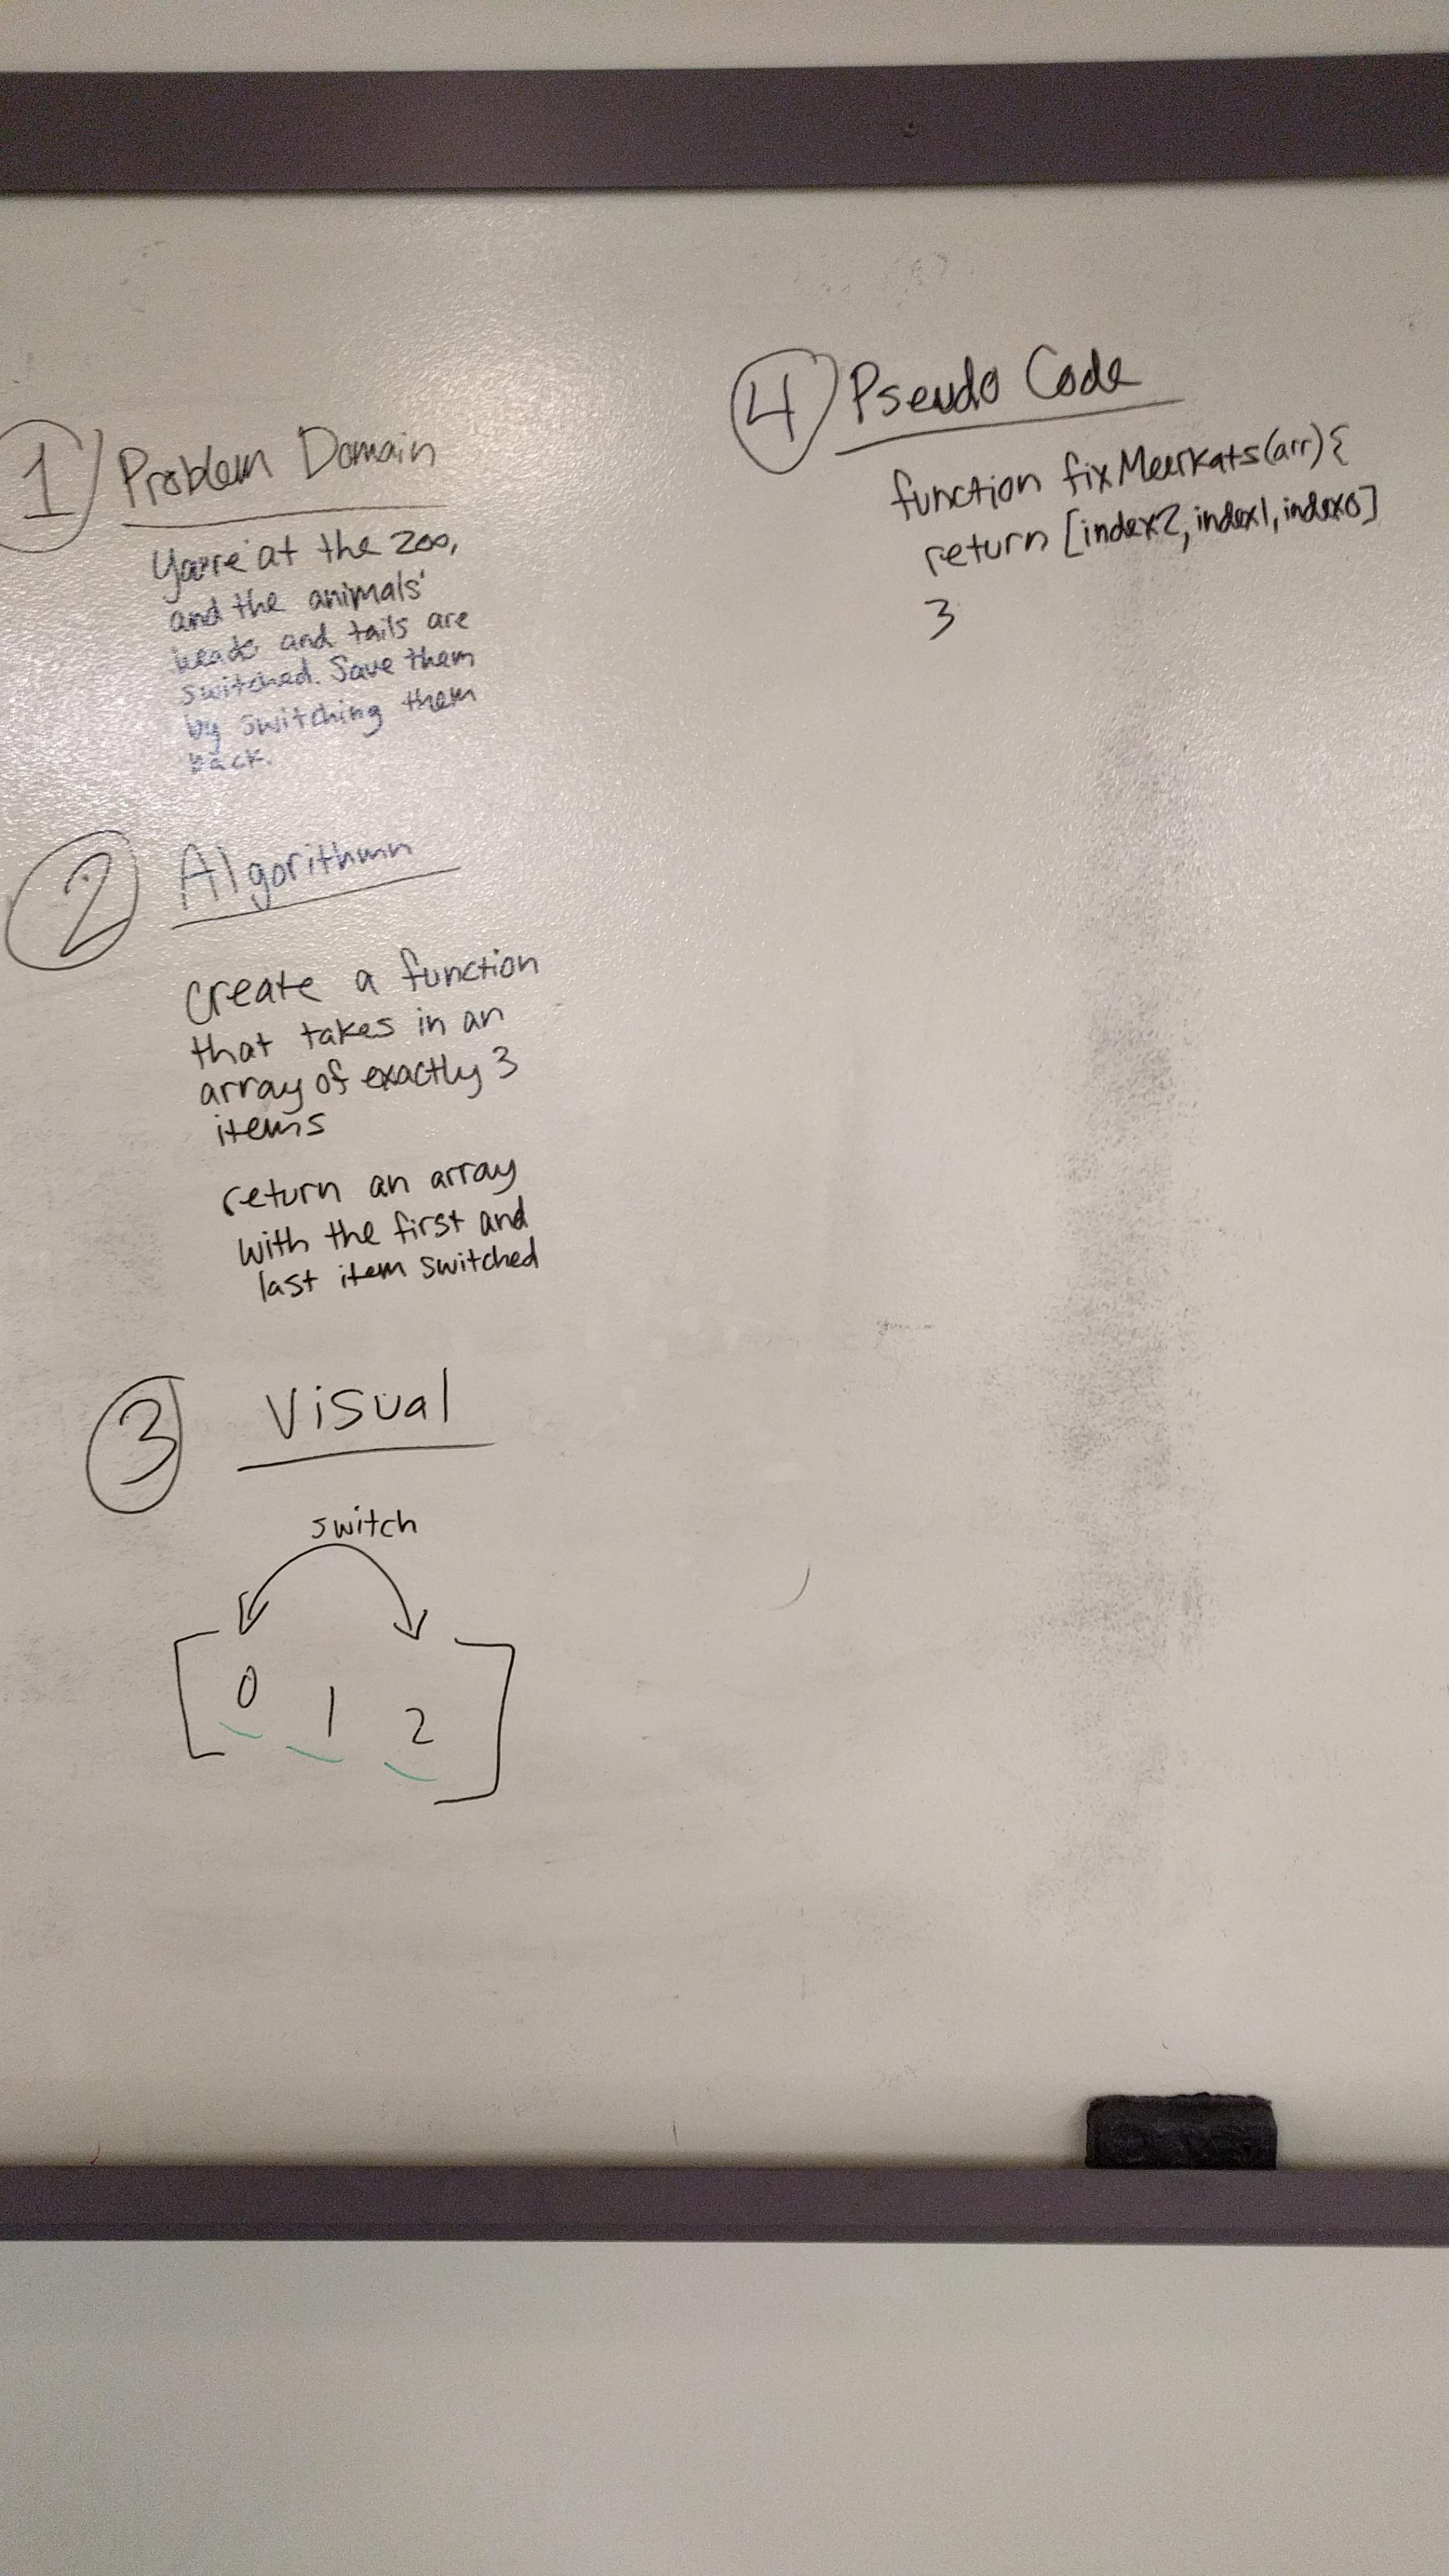 1 Problem Domain
You're at the zoo,
and the animals'
heads and tails are
switched. Save them
by switching them
back.
2 Algorithmn
Create a function
that takes in an
array of exactly 3
items
return an array
with the first and
last item switched
3 Visual
switch
[0 1 2]
4 Pseudo Code
function fixMeerkats(arr){
return [index2, index1, index0]
}